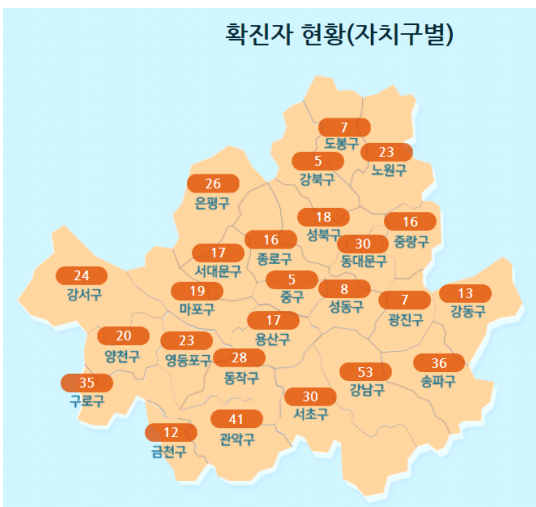 확진자 현황(자치구별)
7
도봉구
23
노원구
5
강북구
26
은평구
18
성북구
16
중랑구
16
종로구
30
동대문구
17
서대문구
24
강서구
5
중구
8
성동구
19
마포구
7
광진구
13
강동구
17
용산구
20
양천구
23
영등포구
28
동작구
36
송파구
53
강남구
35
구로구
30
서초구
41
관악구
12
금천구